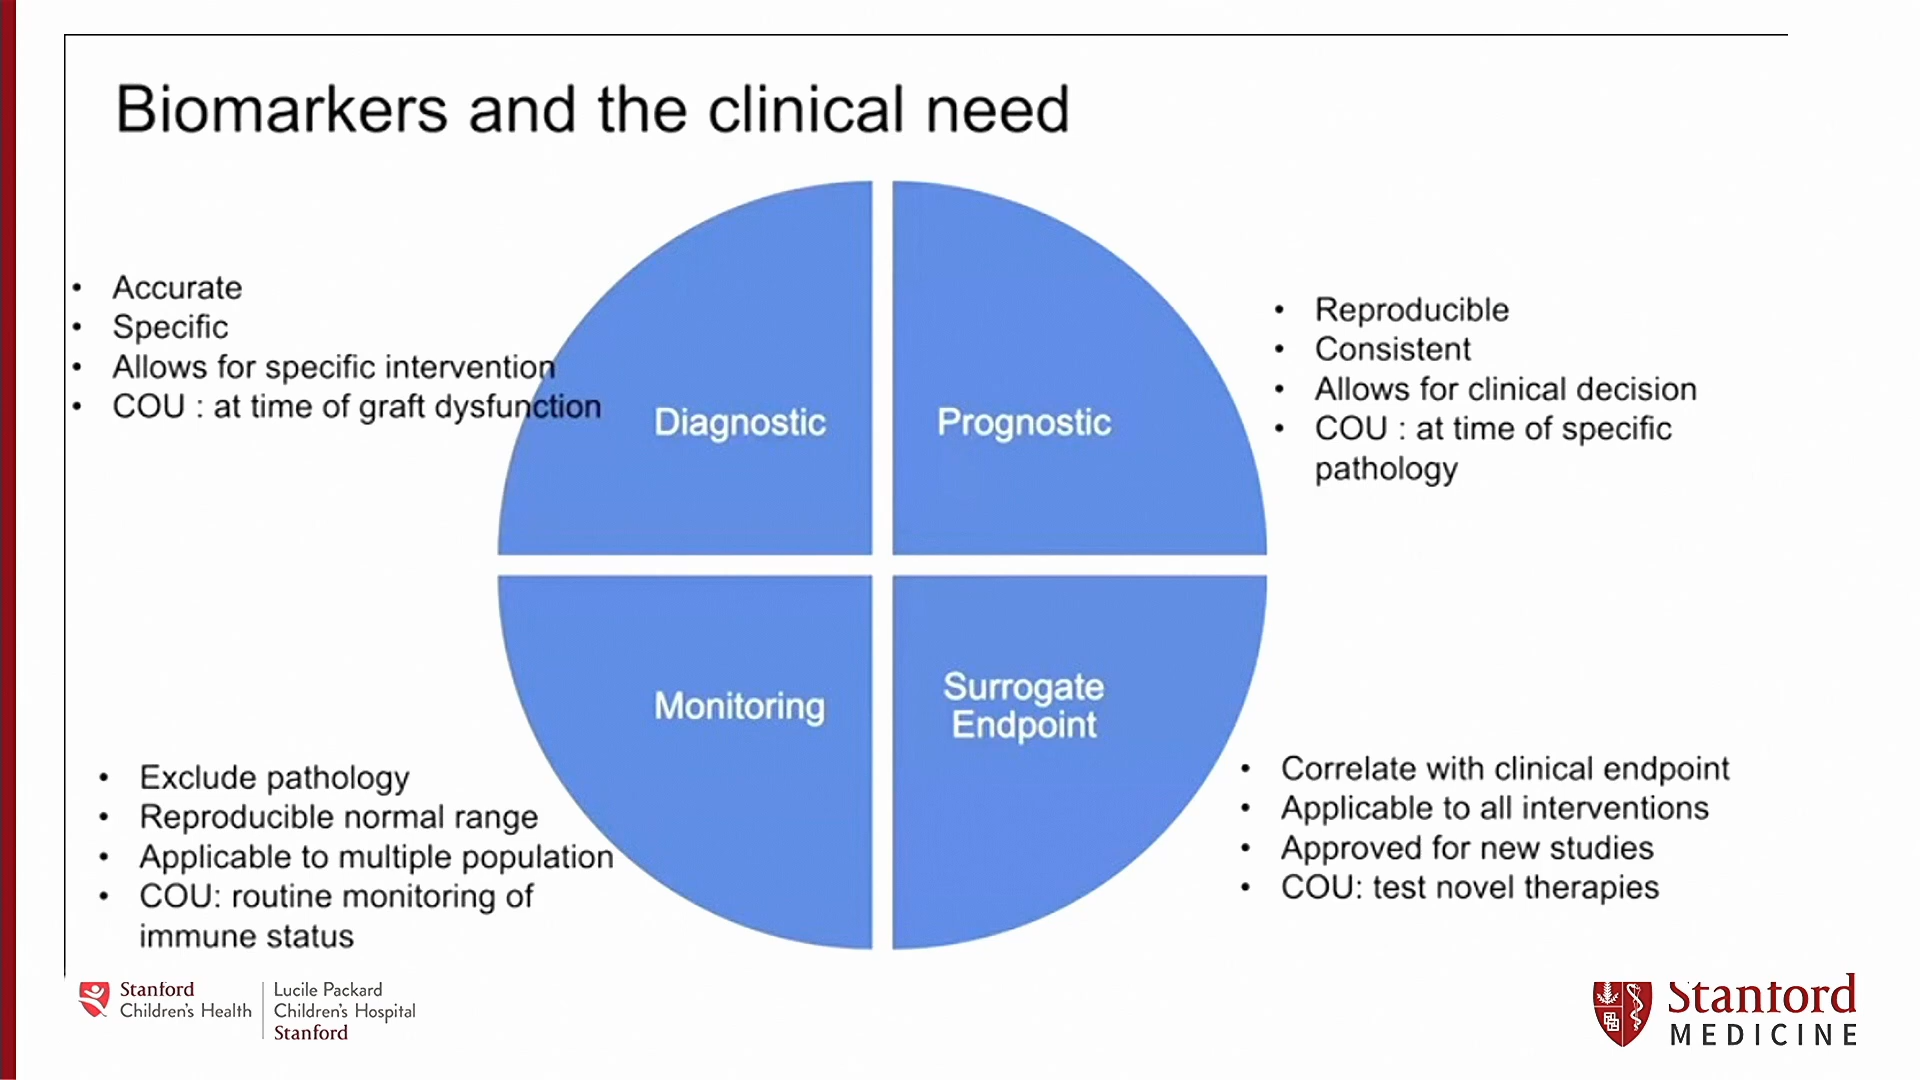 Biomarkers and the clinical need
• Accurate
• Specific
• Allows for specific intervention
• COU : at time of graft dysfunction
Diagnostic
Prognostic
• Reproducible
• Consistent
• Allows for clinical decision
• COU : at time of specific
pathology
Monitoring
Surrogate
Endpoint
• Exclude pathology
• Reproducible normal range
• Applicable to multiple population
• COU: routine monitoring of
immune status
• Correlate with clinical endpoint
• Applicable to all interventions
• Approved for new studies
• COU: test novel therapies
Stanford
Children's Health
Lucile Packard
Children's Hospital
Stanford
Stanford
MEDICINE